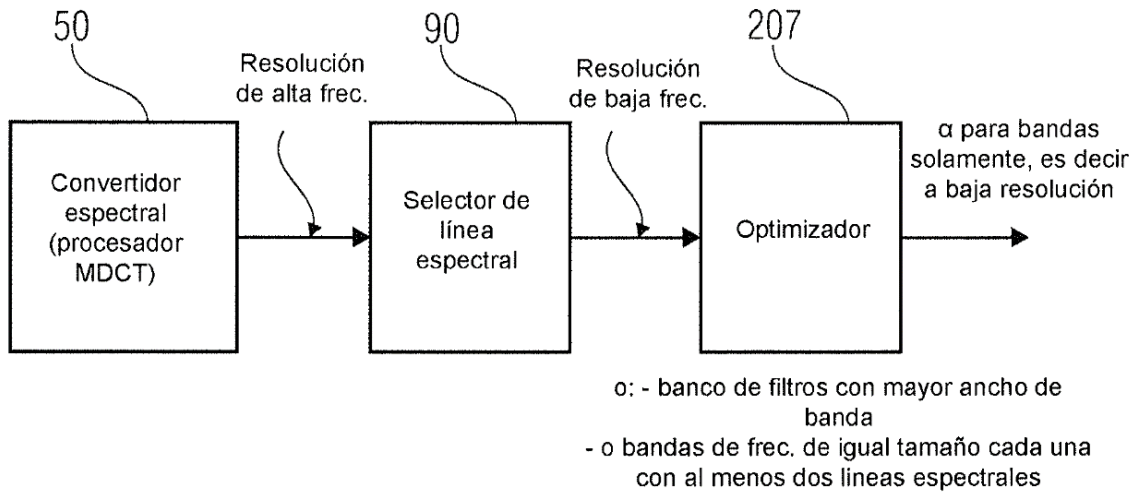 50
90
207
Resolución
de alta frec.
Resolución
de baja frec.
Convertidor
espectral
(procesador
MDCT)
Selector de
línea
espectral
Optimizador
α para bandas
solamente, es decir
a baja resolución
o: - banco de filtros con mayor ancho de
banda
- o bandas de frec. de igual tamaño cada una
con al menos dos lineas espectrales